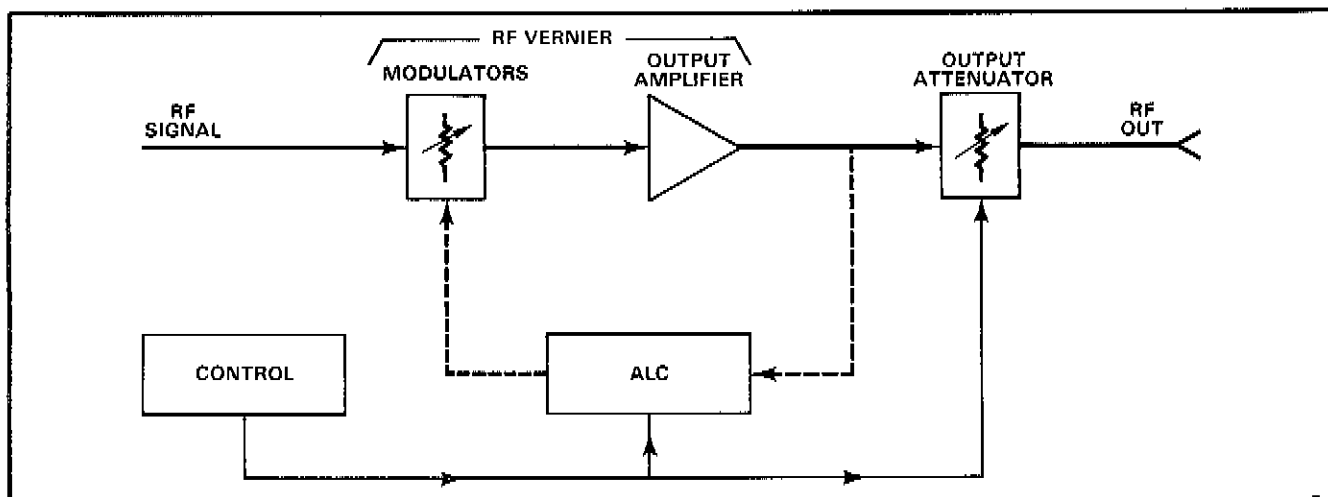 RF VERNIER
MODULATORS
OUTPUT
AMPLIFIER
OUTPUT
ATTENUATOR
RF
SIGNAL
RF
OUT
CONTROL
ALC